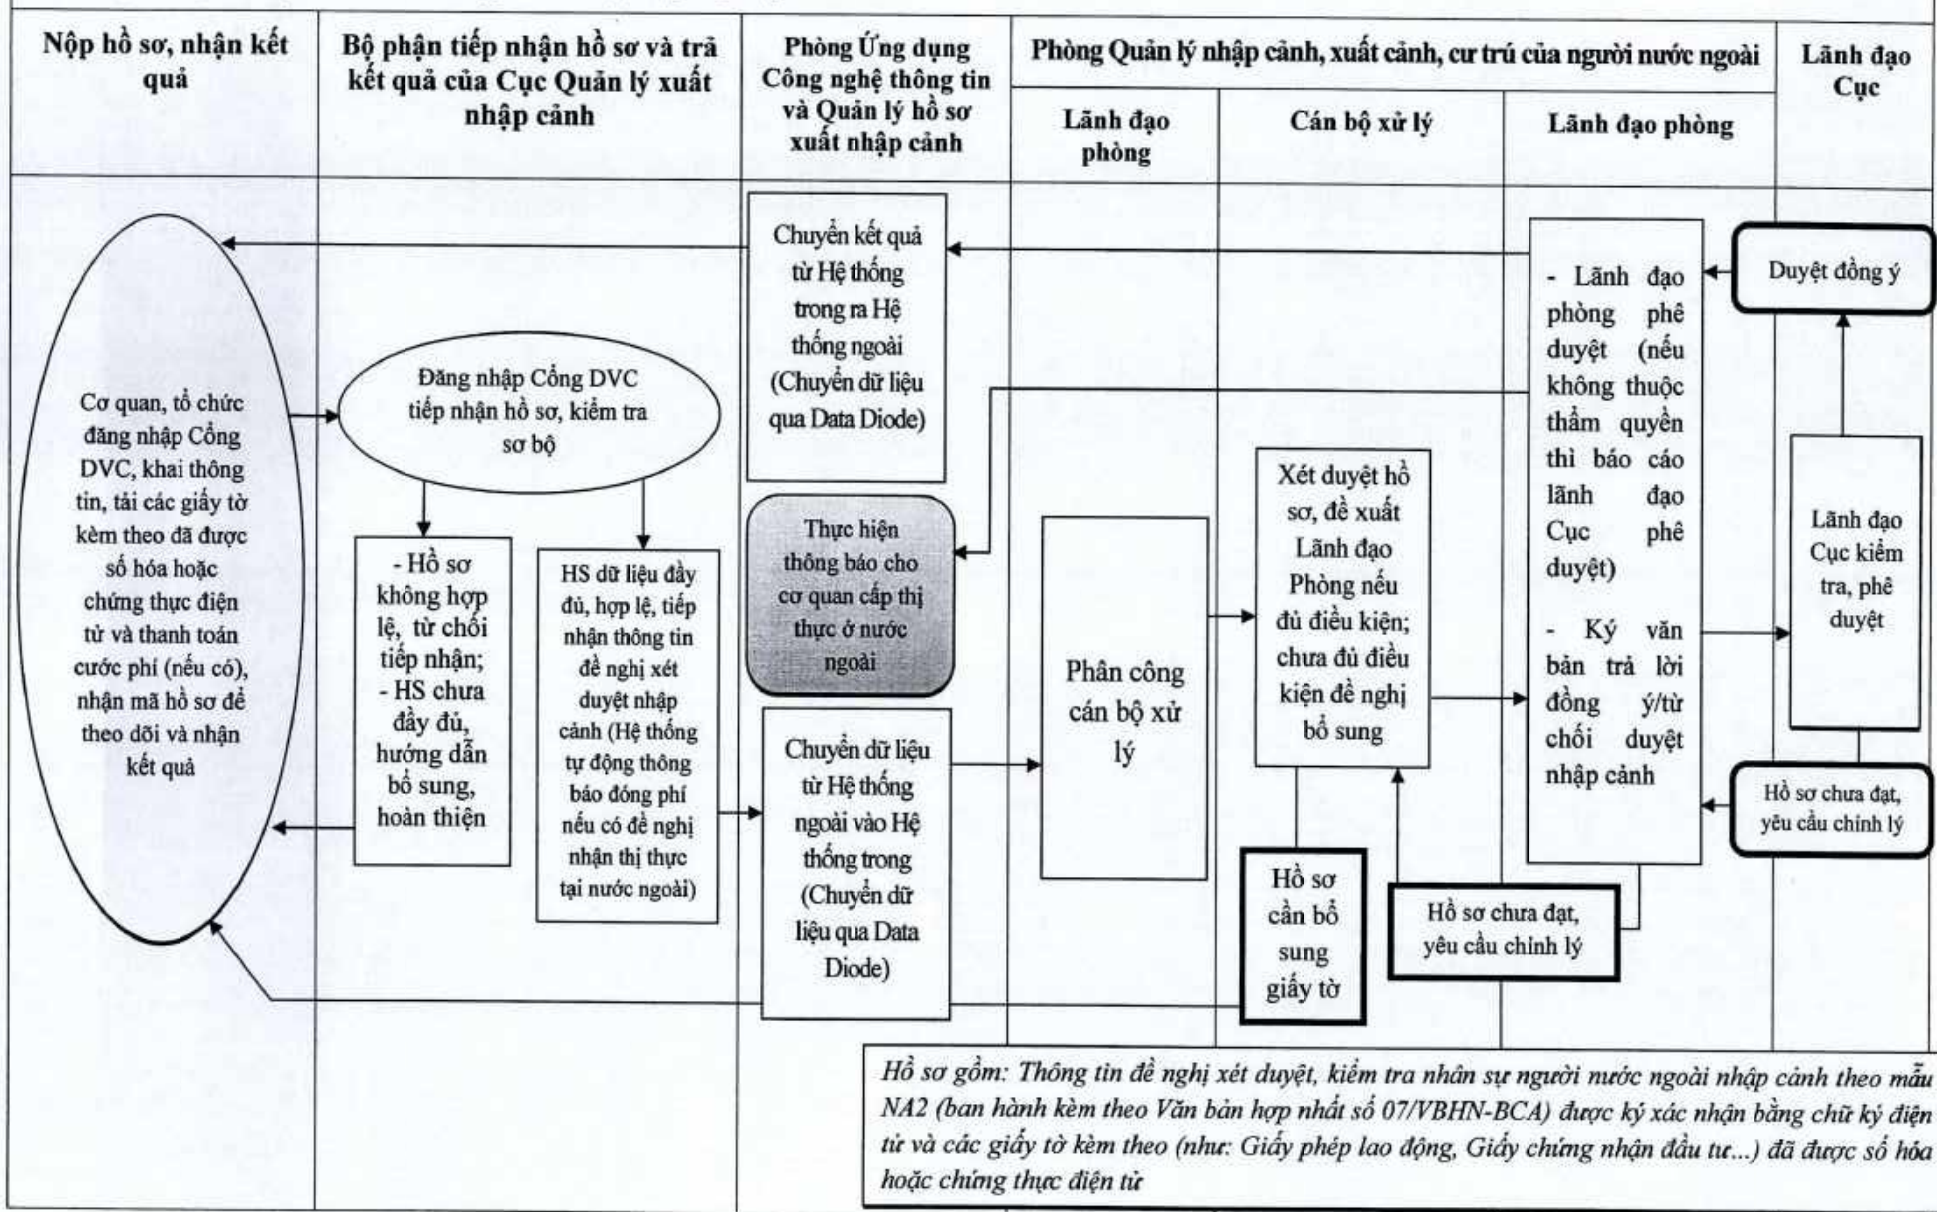 Nộp hồ sơ, nhận kết
quả
Bộ phận tiếp nhận hồ sơ và trả
kết quả của Cục Quản lý xuất
nhập cảnh
Phòng Ứng dụng
Công nghệ thông tin
và Quản lý hồ sơ
xuất nhập cảnh
Phòng Quản lý nhập cảnh, xuất cảnh, cư trú của người nước ngoài
Lãnh đạo
phòng
Cán bộ xử lý
Lãnh đạo phòng
Lãnh đạo
Cục
Cơ quan, tổ chức
đăng nhập Cổng
DVC, khai thông
tin, tải các giấy tờ
kèm theo đã được
số hóa hoặc
chứng thực điện
tử và thanh toán
cước phí (nếu có),
nhận mã hồ sơ để
theo dõi và nhận
kết quả
Đăng nhập Cổng DVC
tiếp nhận hồ sơ, kiểm tra
sơ bộ
- Hồ sơ
không hợp
lệ, từ chối
tiếp nhận;
- HS chưa
đầy đủ,
hướng dẫn
bổ sung,
hoàn thiện
HS dữ liệu đầy
đủ, hợp lệ, tiếp
nhận thông tin
đề nghị xét
duyệt nhập
cảnh (Hệ thống
tự động thông
báo đóng phí
nếu có đề nghị
nhận thị thực
tại nước ngoài)
Chuyển kết quả
từ Hệ thống
trong ra Hệ
thống ngoài
(Chuyển dữ liệu
qua Data Diode)
Thực hiện
thông báo cho
cơ quan cấp thị
thực ở nước
ngoài
Chuyển dữ liệu
từ Hệ thống
ngoài vào Hệ
thống trong
(Chuyển dữ
liệu qua Data
Diode)
Phân công
cán bộ xử
lý
Xét duyệt hồ
sơ, đề xuất
Lãnh đạo
Phòng nếu
đủ điều kiện;
chưa đủ điều
kiện đề nghị
bổ sung
Hồ sơ
cần bổ
sung
giấy tờ
Hồ sơ chưa đạt,
yêu cầu chỉnh lý
- Lãnh đạo
phòng phê
duyệt (nếu
không thuộc
thẩm quyền
thì báo cáo
lãnh đạo
Cục phê
duyệt)
- Ký văn
bản trả lời
đồng ý/từ
chối duyệt
nhập cảnh
Duyệt đồng ý
Lãnh đạo
Cục kiểm
tra, phê
duyệt
Hồ sơ chưa đạt,
yêu cầu chỉnh lý
Hồ sơ gồm: Thông tin đề nghị xét duyệt, kiểm tra nhân sự người nước ngoài nhập cảnh theo mẫu
NA2 (ban hành kèm theo Văn bản hợp nhất số 07/VBHN-BCA) được ký xác nhận bằng chữ ký điện
tử và các giấy tờ kèm theo (như: Giấy phép lao động, Giấy chứng nhận đầu tư...) đã được số hóa
hoặc chứng thực điện tử